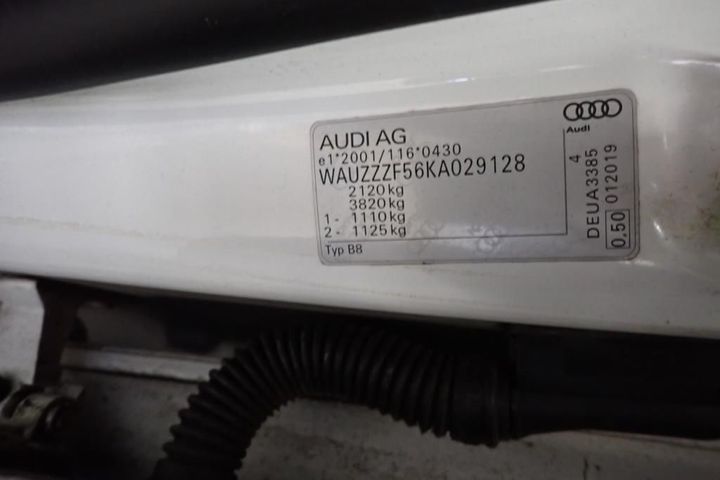 AUDI AG
e1*2001/116*0430
WAUZZZF56KA029128
2120kg
3820kg
1- 1110kg
2- 1125kg
Typ B8
Audi
4
DEUA3385
0,50 012019